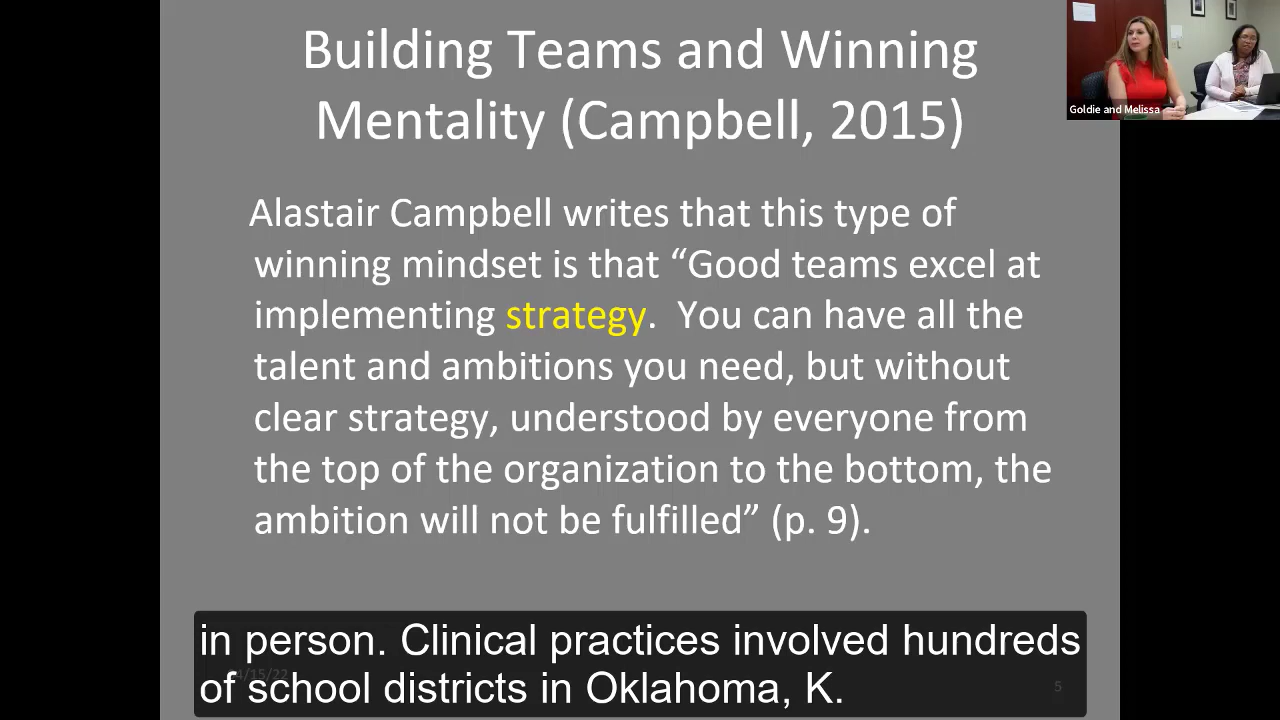 Building Teams and Winning
Mentality (Campbell, 2015)
Goldie and Melissa
Alastair Campbell writes that this type of
winning mindset is that “Good teams excel at
implementing strategy.  You can have all the
talent and ambitions you need, but without
clear strategy, understood by everyone from
the top of the organization to the bottom, the
ambition will not be fulfilled” (p. 9).
in person. Clinical practices involved hundreds
of school districts in Oklahoma, K.
5